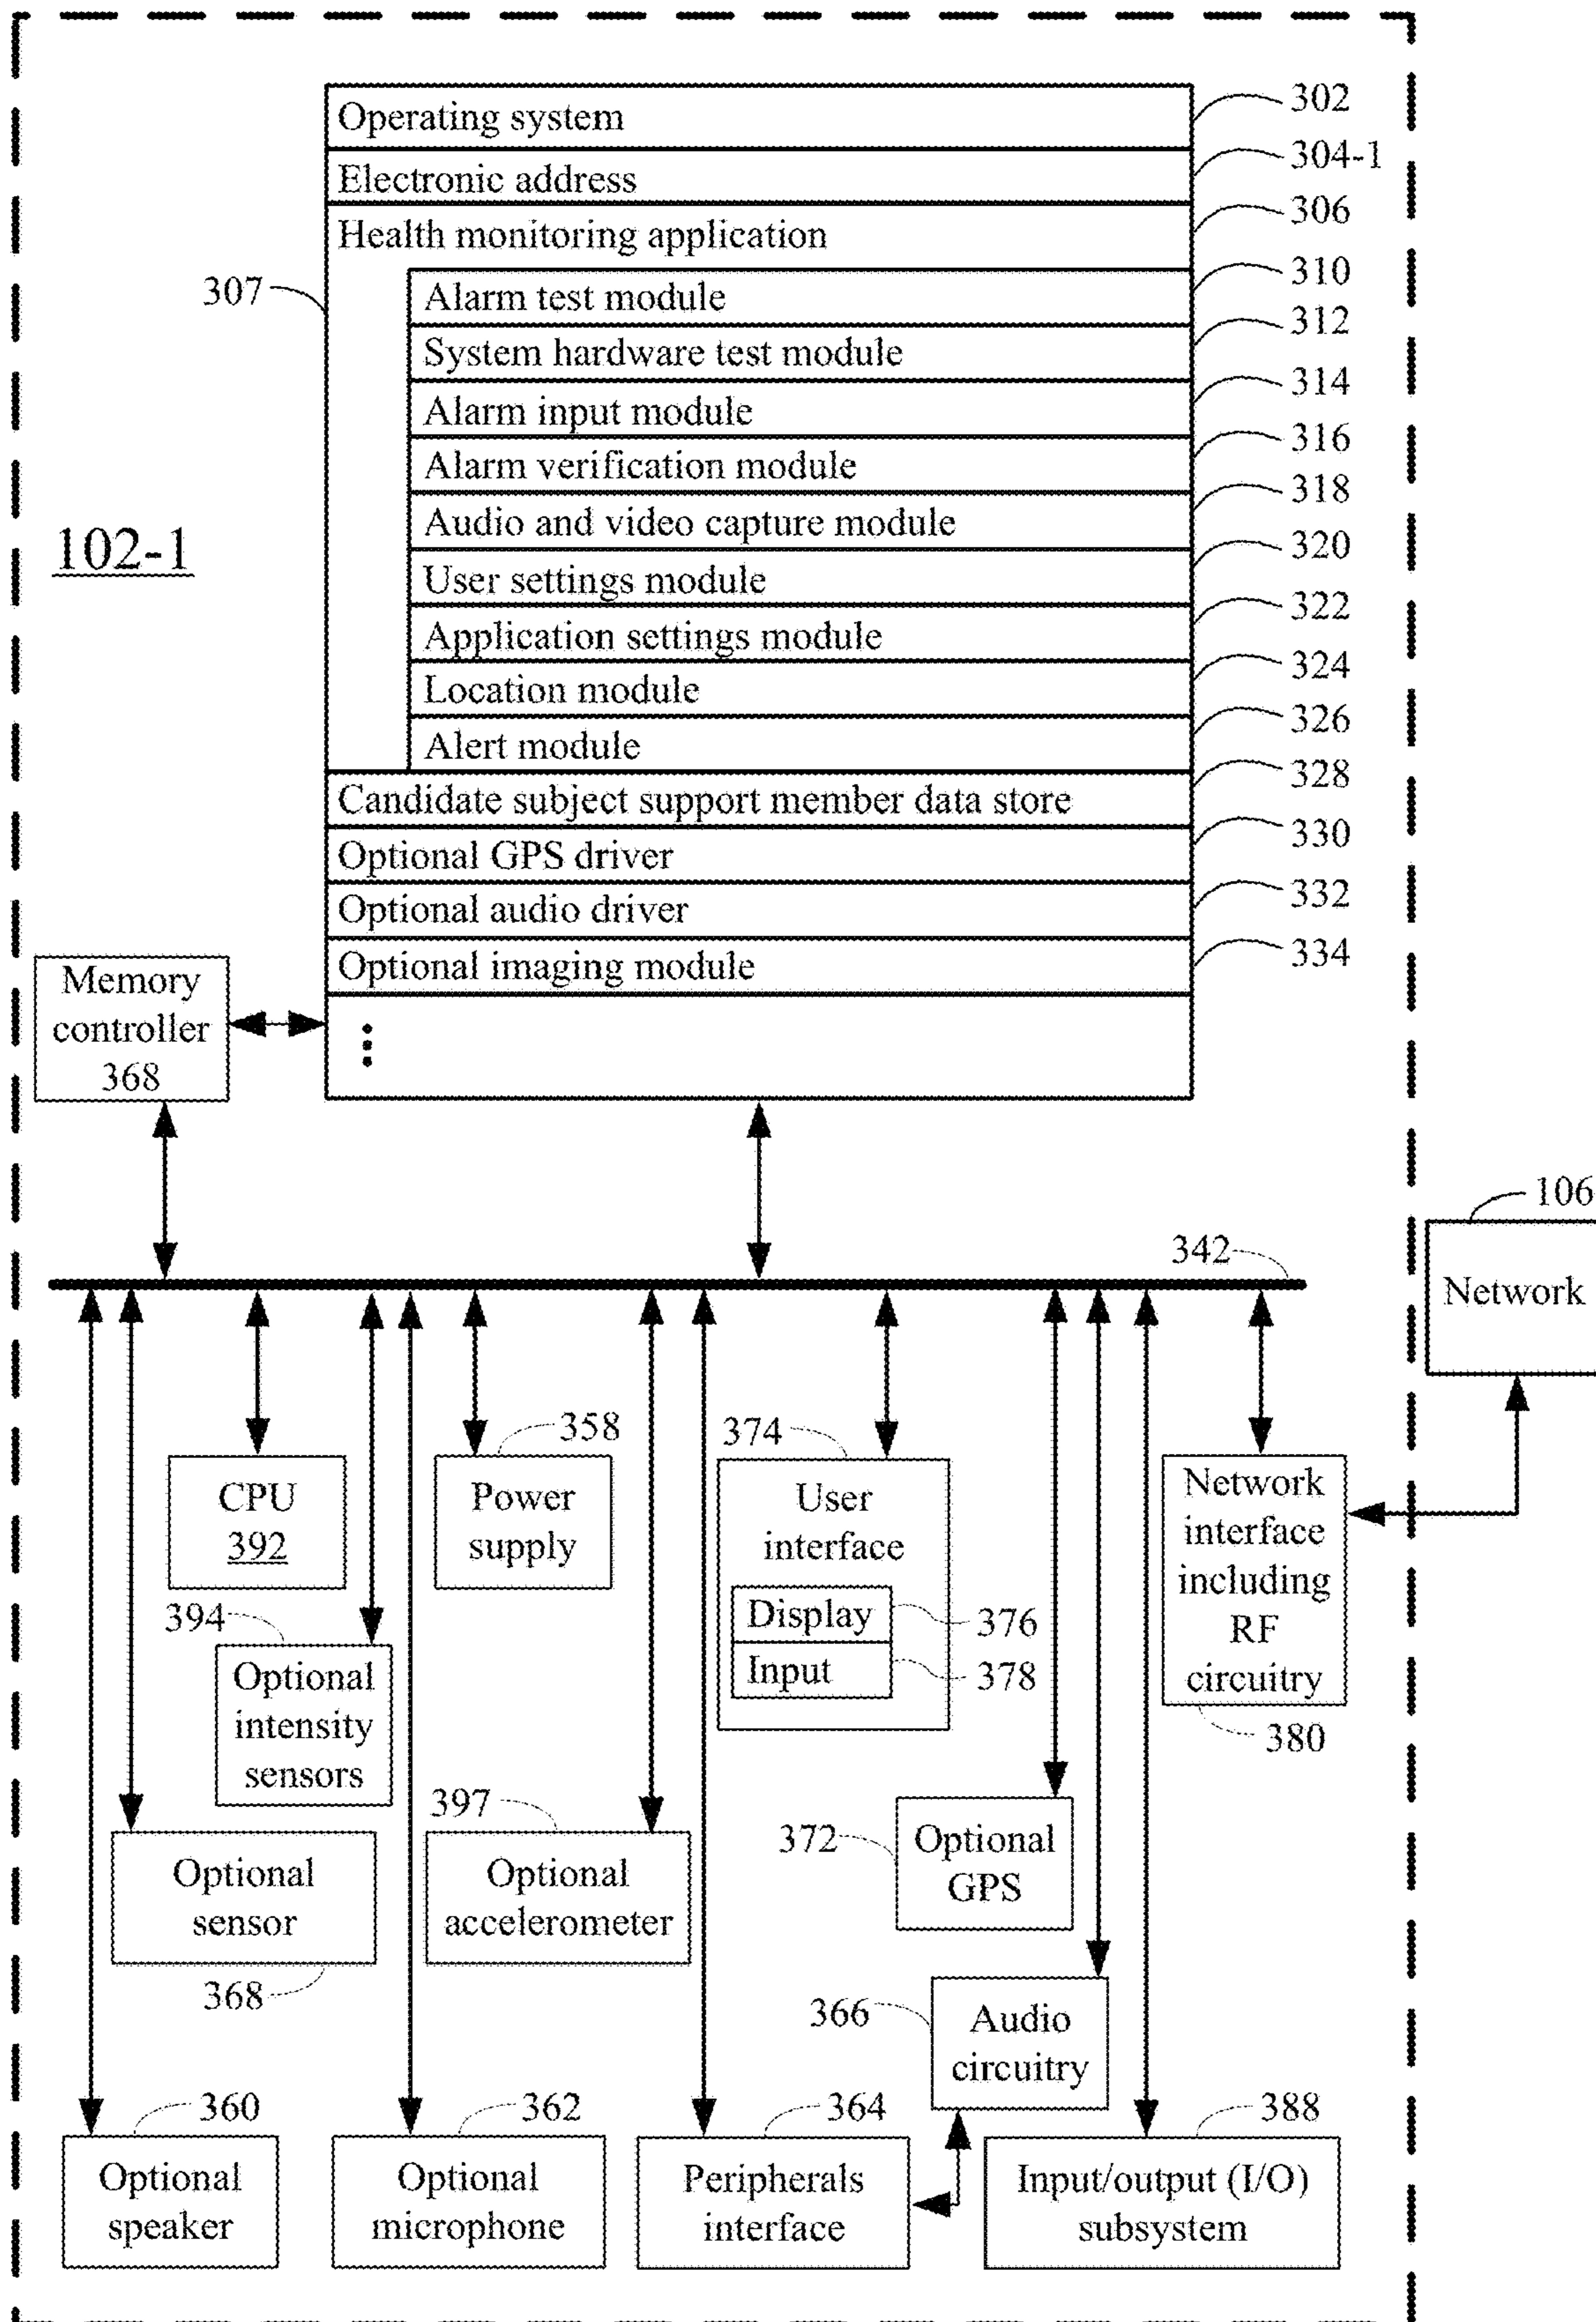 Operating system
302
Electronic address
304-1
Health monitoring application
306
307
Alarm test module
310
System hardware test module
312
Alarm input module
314
Alarm verification module
316
Audio and video capture module
318
102-1
User settings module
320
Application settings module
322
Location module
324
Alert module
326
Candidate subject support member data store
328
Optional GPS driver
330
Optional audio driver
332
Optional imaging module
334
Memory
controller
368
106
342
Network
CPU
392
358
Power
supply
374
User
interface
Display
376
Input
378
Network
interface
including
RF
circuitry
380
394
Optional
intensity
sensors
397
Optional
sensor
368
Optional
accelerometer
372
Optional
GPS
366
Audio
circuitry
360
Optional
speaker
362
Optional
microphone
364
Peripherals
interface
388
Input/output (I/O)
subsystem